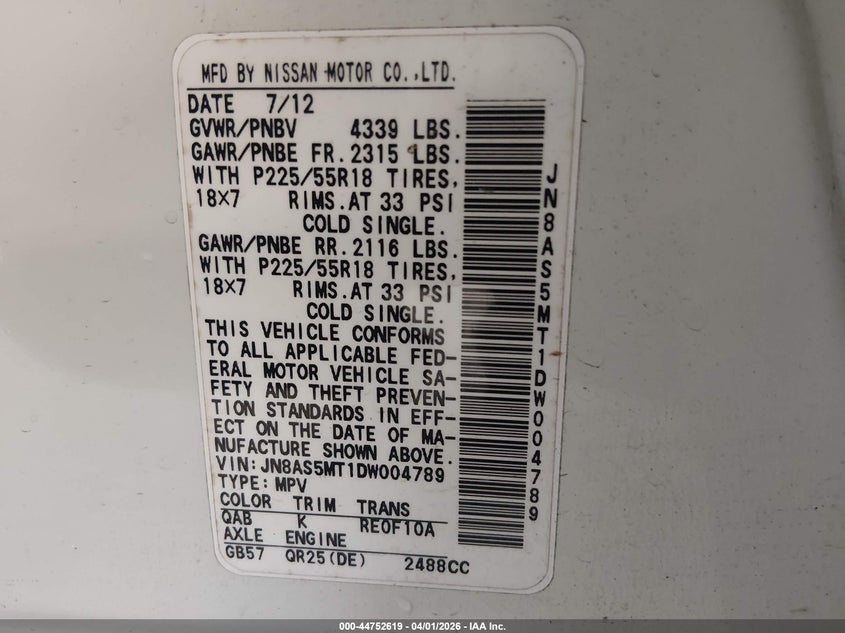 MFD BY NISSAN MOTOR CO.,LTD.
DATE 7/12
GVWR/PNBV 4339 LBS.
GAWR/PNBE FR. 2315 LBS.
WITH P225/55R18 TIRES,
18X7 RIMS.AT 33 PSI
COLD SINGLE.
GAWR/PNBE RR. 2116 LBS.
WITH P225/55R18 TIRES,
18X7 RIMS.AT 33 PSI
COLD SINGLE.
THIS VEHICLE CONFORMS
TO ALL APPLICABLE FED-
ERAL MOTOR VEHICLE SA-
FETY AND THEFT PREVEN-
TION STANDARDS IN EFF-
ECT ON THE DATE OF MA-
NUFACTURE SHOWN ABOVE.
VIN:JN8AS5MT1DW004789
TYPE:MPV
COLOR TRIM TRANS
QAB K RE0F10A
AXLE ENGINE
GB57 QR25(DE) 2488CC
JN8AS5MT1DW004789
000-44752619 - 04/01/2026 - IAA Inc.